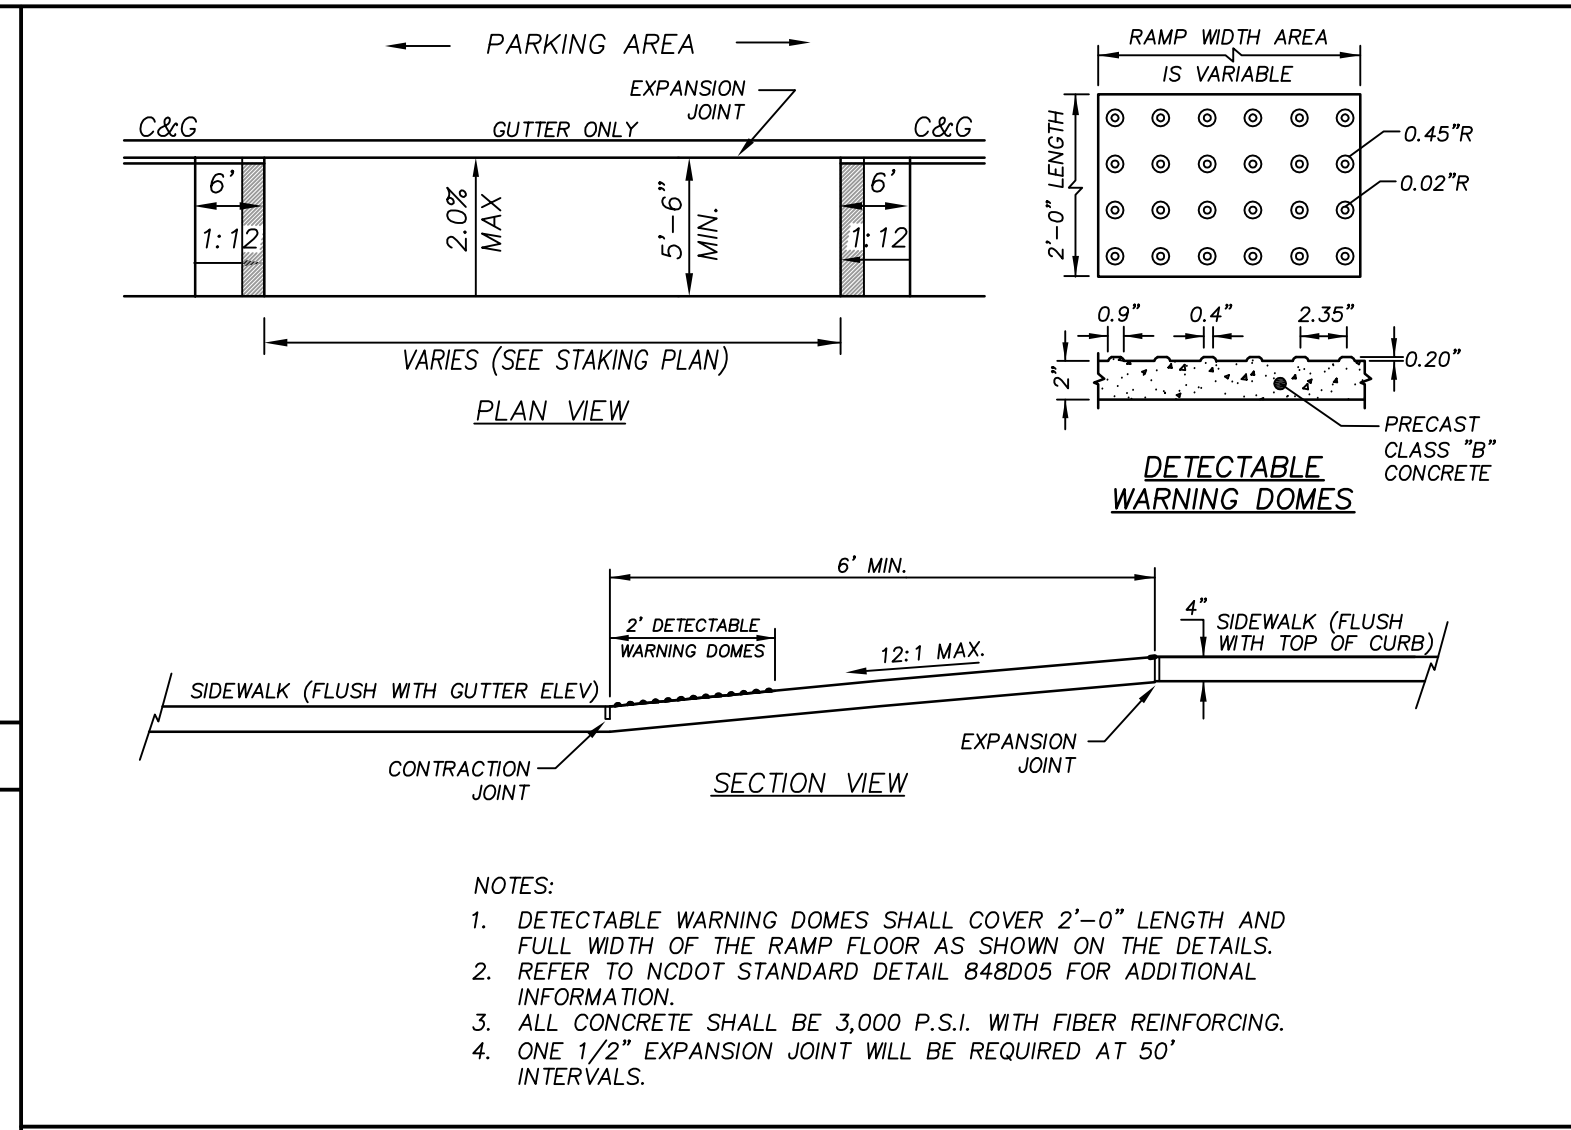 PARKING AREA
EXPANSION
JOINT
C&G
GUTTER ONLY
C&G
6'
1:12
2.0%
MAX
5'-6"
MIN.
6'
1:12
VARIES (SEE STAKING PLAN)
PLAN VIEW
RAMP WIDTH AREA
IS VARIABLE
2'-0" LENGTH
0.45"R
0.02"R
0.9"
0.4"
2.35"
0.20"
2"
PRECAST
CLASS "B"
CONCRETE
DETECTABLE
WARNING DOMES
6' MIN.
2' DETECTABLE
WARNING DOMES
12:1 MAX.
4"
SIDEWALK (FLUSH
WITH TOP OF CURB)
SIDEWALK (FLUSH WITH GUTTER ELEV)
CONTRACTION
JOINT
EXPANSION
JOINT
SECTION VIEW
NOTES:
1. DETECTABLE WARNING DOMES SHALL COVER 2'-0" LENGTH AND
FULL WIDTH OF THE RAMP FLOOR AS SHOWN ON THE DETAILS.
2. REFER TO NCDOT STANDARD DETAIL 848D05 FOR ADDITIONAL
INFORMATION.
3. ALL CONCRETE SHALL BE 3,000 P.S.I. WITH FIBER REINFORCING.
4. ONE 1/2" EXPANSION JOINT WILL BE REQUIRED AT 50'
INTERVALS.